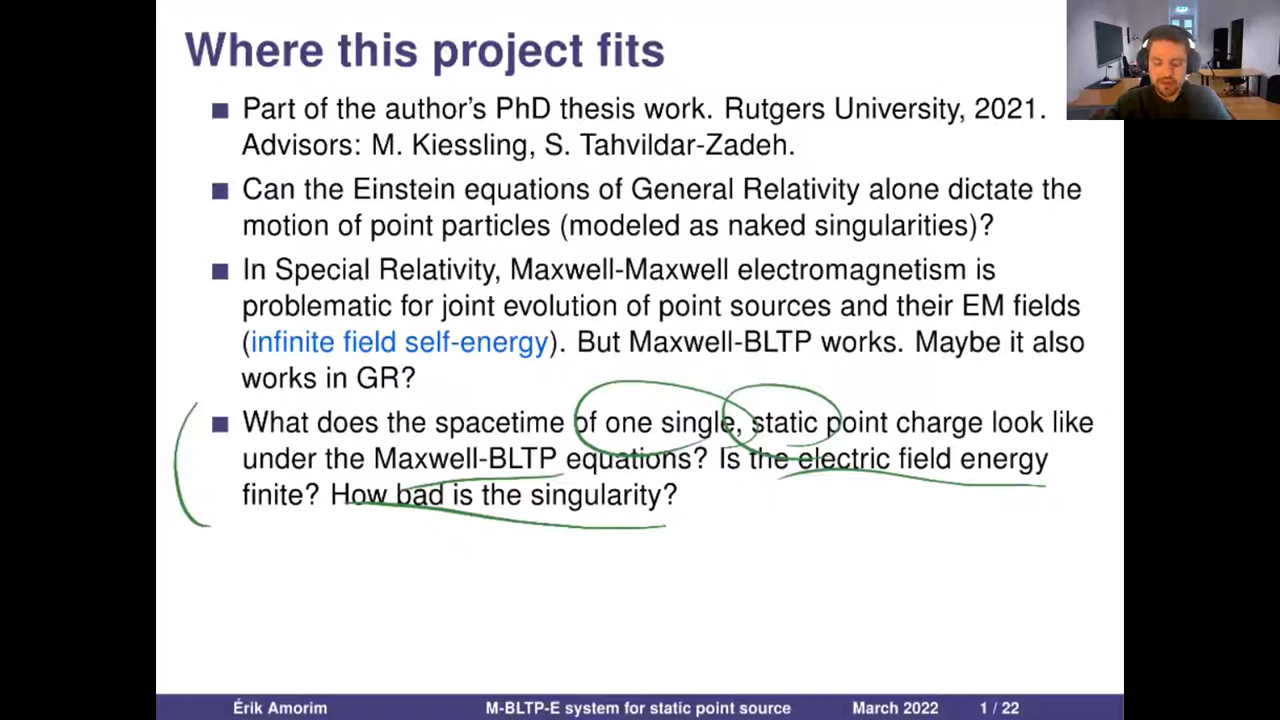 Where this project fits
Part of the author's PhD thesis work. Rutgers University, 2021.
Advisors: M. Kiessling, S. Tahvildar-Zadeh.
Can the Einstein equations of General Relativity alone dictate the
motion of point particles (modeled as naked singularities)?
In Special Relativity, Maxwell-Maxwell electromagnetism is
problematic for joint evolution of point sources and their EM fields
(infinite field self-energy). But Maxwell-BLTP works. Maybe it also
works in GR?
What does the spacetime of one single, static point charge look like
under the Maxwell-BLTP equations? Is the electric field energy
finite? How bad is the singularity?
Érik Amorim M-BLTP-E system for static point source March 2022 1 / 22